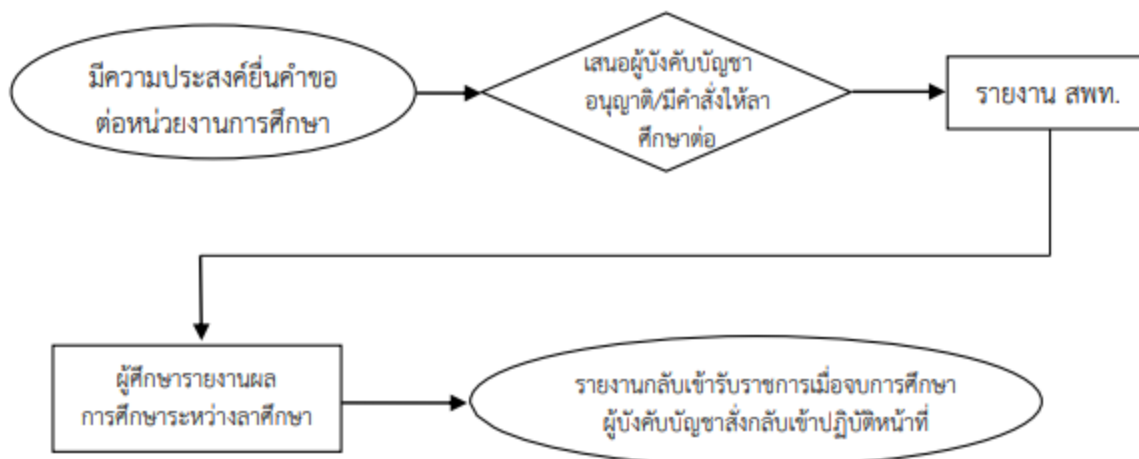 มีความประสงค์ยื่นคำขอ
ต่อหน่วยงานการศึกษา
เสนอผู้บังคับบัญชา
อนุญาติ/มีคำสั่งให้ลา
ศึกษาต่อ
รายงาน สพท.
ผู้ศึกษารายงานผล
การศึกษาระหว่างลาศึกษา
รายงานกลับเข้ารับราชการเมื่อจบการศึกษา
ผู้บังคับบัญชาสั่งกลับเข้าปฏิบัติหน้าที่